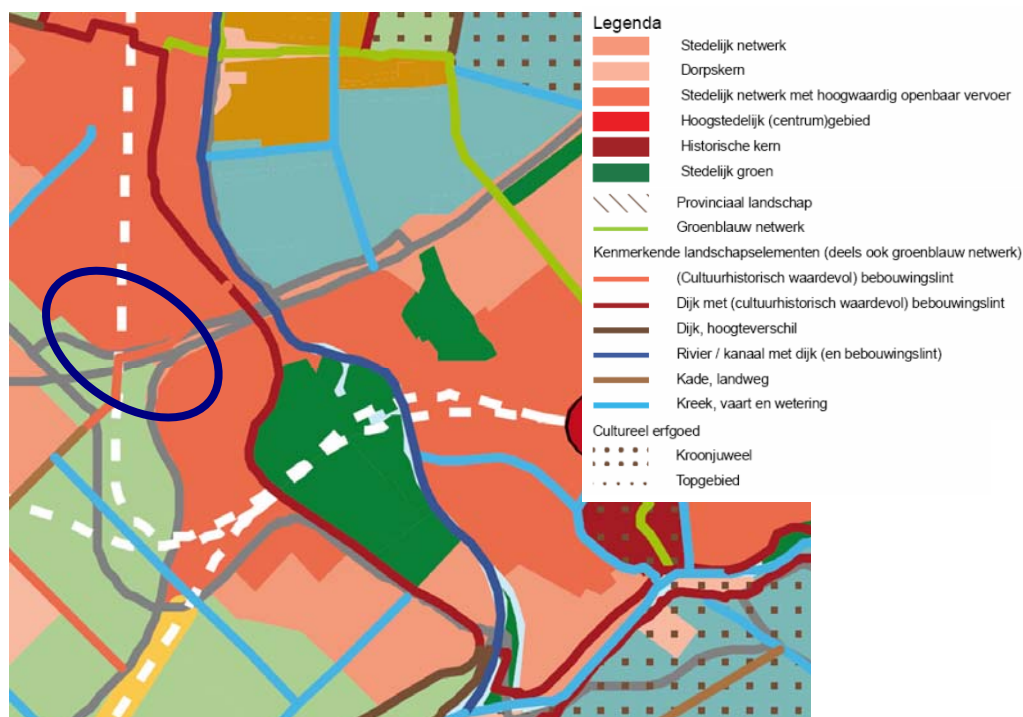 Legenda
Stedelijk netwerk
Dorpskern
Stedelijk netwerk met hoogwaardig openbaar vervoer
Hoogstedelijk (centrum)gebied
Historische kern
Stedelijk groen
Provinciaal landschap
Groenblauw netwerk
Kenmerkende landschapselementen (deels ook groenblauw netwerk)
(Cultuurhistorisch waardevol) bebouwingslint
Dijk met (cultuurhistorisch waardevol) bebouwingslint
Dijk, hoogteverschil
Rivier / kanaal met dijk (en bebouwingslint)
Kade, landweg
Kreek, vaart en wetering
Cultureel erfgoed
Kroonjuweel
Topgebied